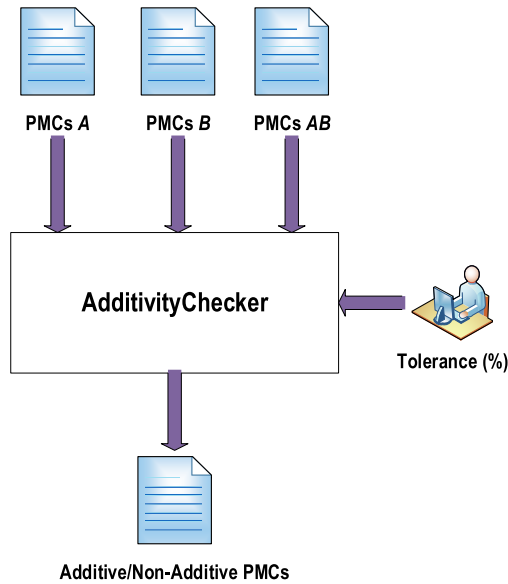 PMCs A
PMCs B
PMCs AB
AdditivityChecker
Tolerance (%)
Additive/Non-Additive PMCs